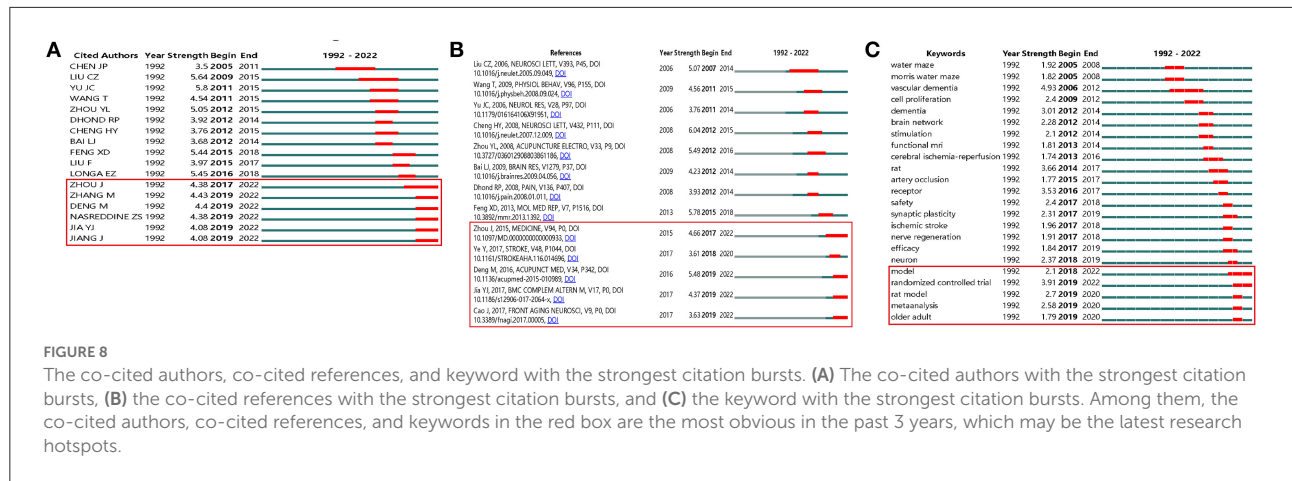 A
Cited Authors Year Strength Begin End 1992 - 2022
CHEN JP 1992 3.5 2005 2011
LIU CZ 1992 5.64 2009 2015
YU JC 1992 5.8 2011 2015
WANG T 1992 4.54 2011 2015
ZHOU YL 1992 5.05 2012 2015
DHOND RP 1992 3.92 2012 2014
CHENG HY 1992 3.76 2012 2015
BAI LJ 1992 3.68 2012 2014
FENG XD 1992 5.44 2015 2018
LIU F 1992 3.97 2015 2017
LONGA EZ 1992 5.45 2016 2018
ZHOU J 1992 4.38 2017 2022
ZHANG M 1992 4.43 2019 2022
DENG M 1992 4.4 2019 2022
NASREDDINE ZS 1992 4.38 2019 2022
JIA YJ 1992 4.08 2019 2022
JIANG J 1992 4.08 2019 2022
B
References Year Strength Begin End 1992 - 2022
Liu CZ, 2006, NEUROSCI LETT, V393, P45, DOI
10.1016/j.neulet.2005.09.049, DOI 2006 5.07 2007 2014
Wang T, 2009, PHYSIOL BEHAV, V96, P155, DOI
10.1016/j.physbeh.2008.09.024, DOI 2009 4.56 2011 2015
Yu JC, 2006, NEUROL RES, V28, P97, DOI
10.1179/016164106X91951, DOI 2006 3.76 2011 2014
Cheng HY, 2008, NEUROSCI LETT, V432, P111, DOI
10.1016/j.neulet.2007.12.009, DOI 2008 6.04 2012 2015
Zhou YL, 2008, ACUPUNCTURE ELECTRO, V33, P9, DOI
10.3727/036012908803861186, DOI 2008 5.49 2012 2016
Bai LJ, 2009, BRAIN RES, V1279, P37, DOI
10.1016/j.brainres.2009.04.056, DOI 2009 4.23 2012 2014
Dhond RP, 2008, PAIN, V136, P407, DOI
10.1016/j.pain.2008.01.011, DOI 2008 3.93 2012 2014
Feng XD, 2013, MOL MED REP, V7, P1516, DOI
10.3892/mmr.2013.1392, DOI 2013 5.78 2015 2018
Zhou J, 2015, MEDICINE, V94, P0, DOI
10.1097/MD.0000000000000933, DOI 2015 4.66 2017 2022
Ye Y, 2017, STROKE, V48, P1044, DOI
10.1161/STROKEAHA.116.014696, DOI 2017 3.61 2018 2020
Deng M, 2016, ACUPUNCT MED, V34, P342, DOI
10.1136/acupmed-2015-010989, DOI 2016 5.48 2019 2022
Jia YJ, 2017, BMC COMPLEM ALTERN M, V17, P0, DOI
10.1186/s12906-017-2064-x, DOI 2017 4.37 2019 2022
Cao J, 2017, FRONT AGING NEUROSCI, V9, P0, DOI
10.3389/fnagi.2017.00005, DOI 2017 3.63 2019 2022
C
Keywords Year Strength Begin End 1992 - 2022
water maze 1992 1.92 2005 2008
morris water maze 1992 1.82 2005 2008
vascular dementia 1992 4.93 2006 2012
cell proliferation 1992 2.4 2009 2012
dementia 1992 3.01 2012 2014
brain network 1992 2.28 2012 2014
stimulation 1992 2.1 2012 2014
functional mri 1992 1.81 2013 2014
cerebral ischemia-reperfusion 1992 1.74 2013 2016
rat 1992 3.66 2014 2017
artery occlusion 1992 1.77 2015 2017
receptor 1992 3.53 2016 2017
safety 1992 2.4 2017 2018
synaptic plasticity 1992 2.31 2017 2019
ischemic stroke 1992 1.96 2017 2018
nerve regeneration 1992 1.91 2017 2018
efficacy 1992 1.84 2017 2019
neuron 1992 2.37 2018 2019
model 1992 2.1 2018 2022
randomized controlled trial 1992 3.91 2019 2022
rat model 1992 2.7 2019 2020
metaanalysis 1992 2.58 2019 2020
older adult 1992 1.79 2019 2020
FIGURE 8
The co-cited authors, co-cited references, and keyword with the strongest citation bursts. (A) The co-cited authors with the strongest citation
bursts, (B) the co-cited references with the strongest citation bursts, and (C) the keyword with the strongest citation bursts. Among them, the
co-cited authors, co-cited references, and keywords in the red box are the most obvious in the past 3 years, which may be the latest research
hotspots.